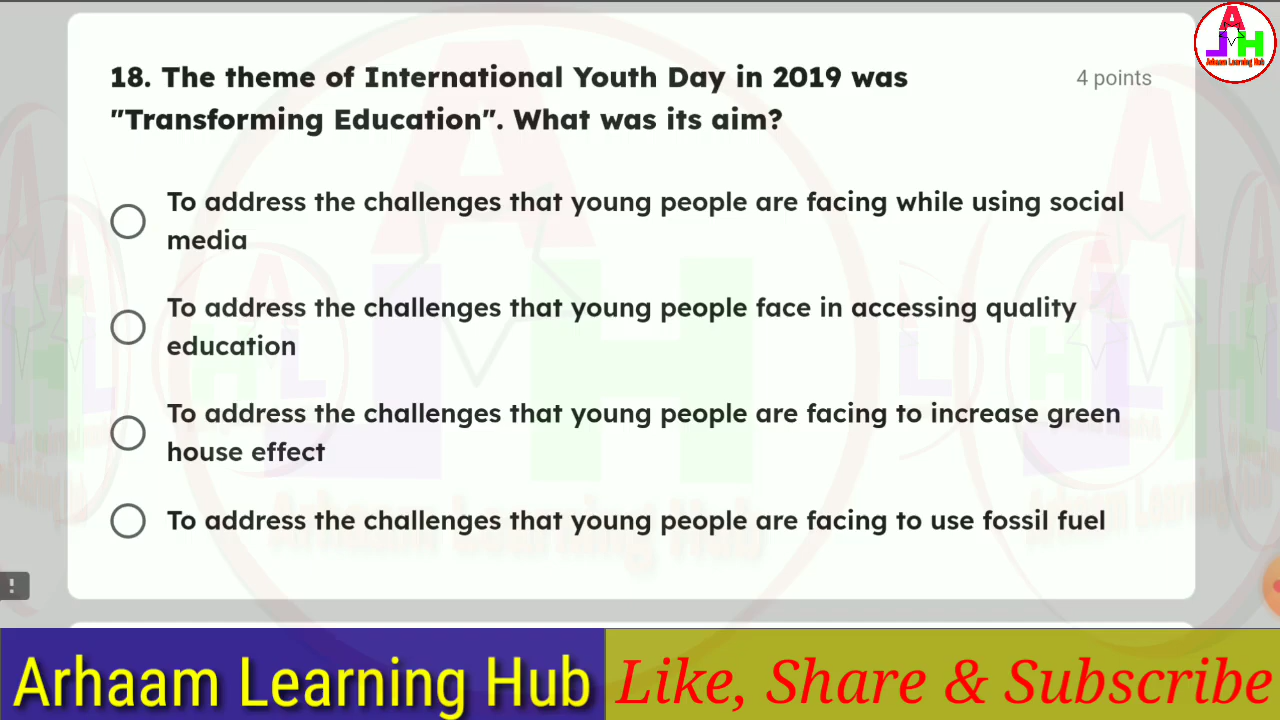 18. The theme of International Youth Day in 2019 was
4 points
"Transforming Education". What was its aim?
To address the challenges that young people are facing while using social
media
To address the challenges that young people face in accessing quality
education
To address the challenges that young people are facing to increase green
house effect
To address the challenges that young people are facing to use fossil fuel
!
Arhaam Learning Hub
Like, Share & Subscribe
A
J H
Arhaam Learning Hub